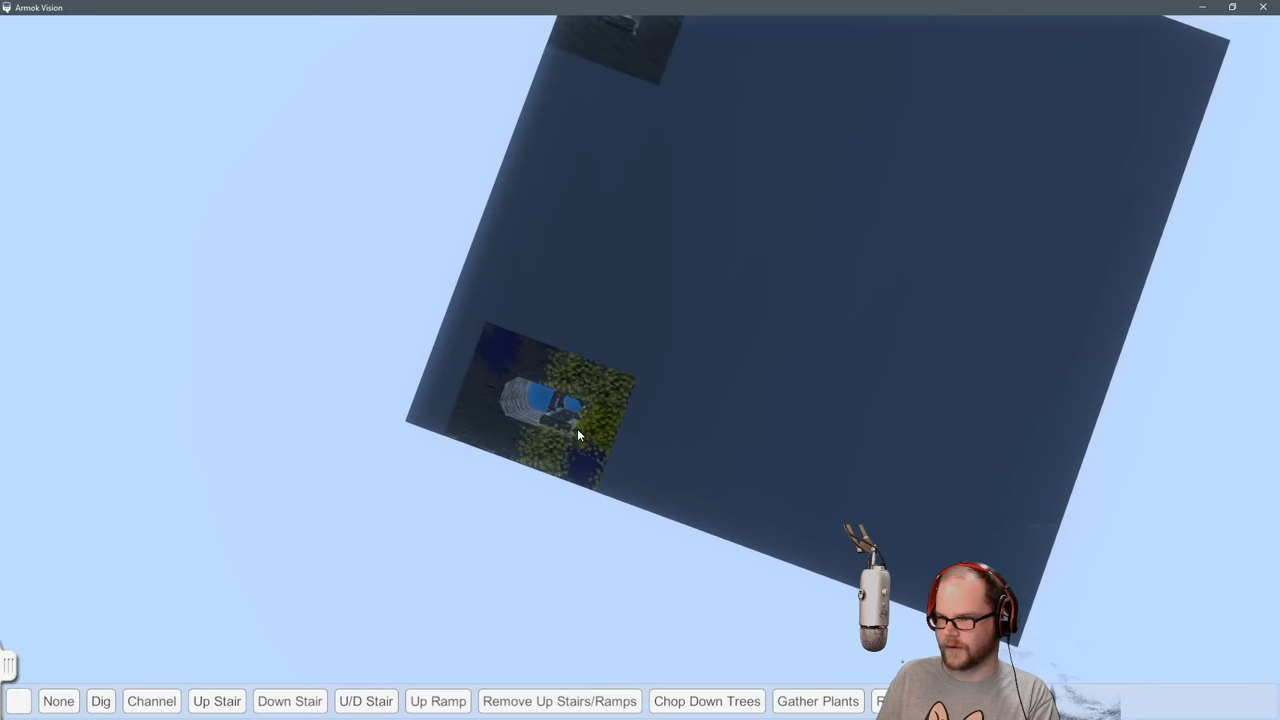 Armok Vision
None Dig Channel Up Stair Down Stair U/D Stair Up Ramp Remove Up Stairs/Ramps Chop Down Trees Gather Plants